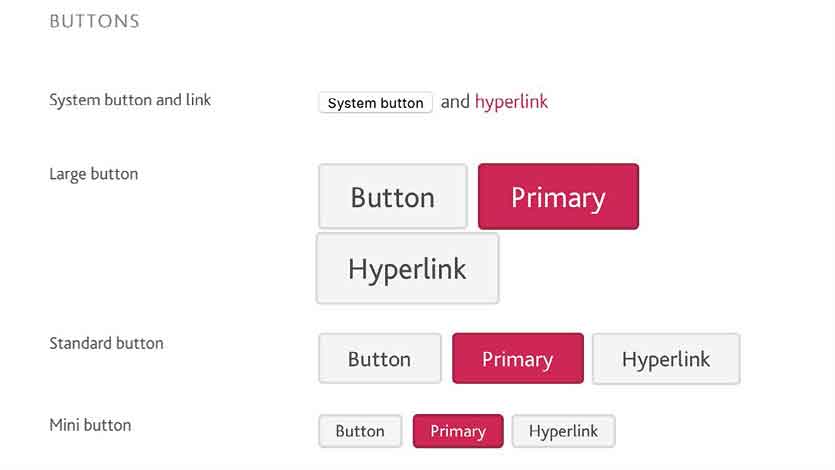 BUTTONS
System button and link
System button and hyperlink
Large button
Button Primary
Hyperlink
Standard button
Button Primary Hyperlink
Mini button
Button Primary Hyperlink